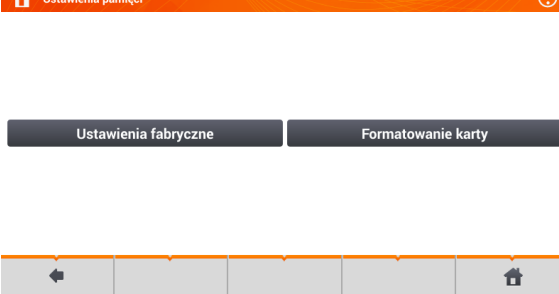 Ustawienia pamięci
Ustawienia fabryczne
Formatowanie karty